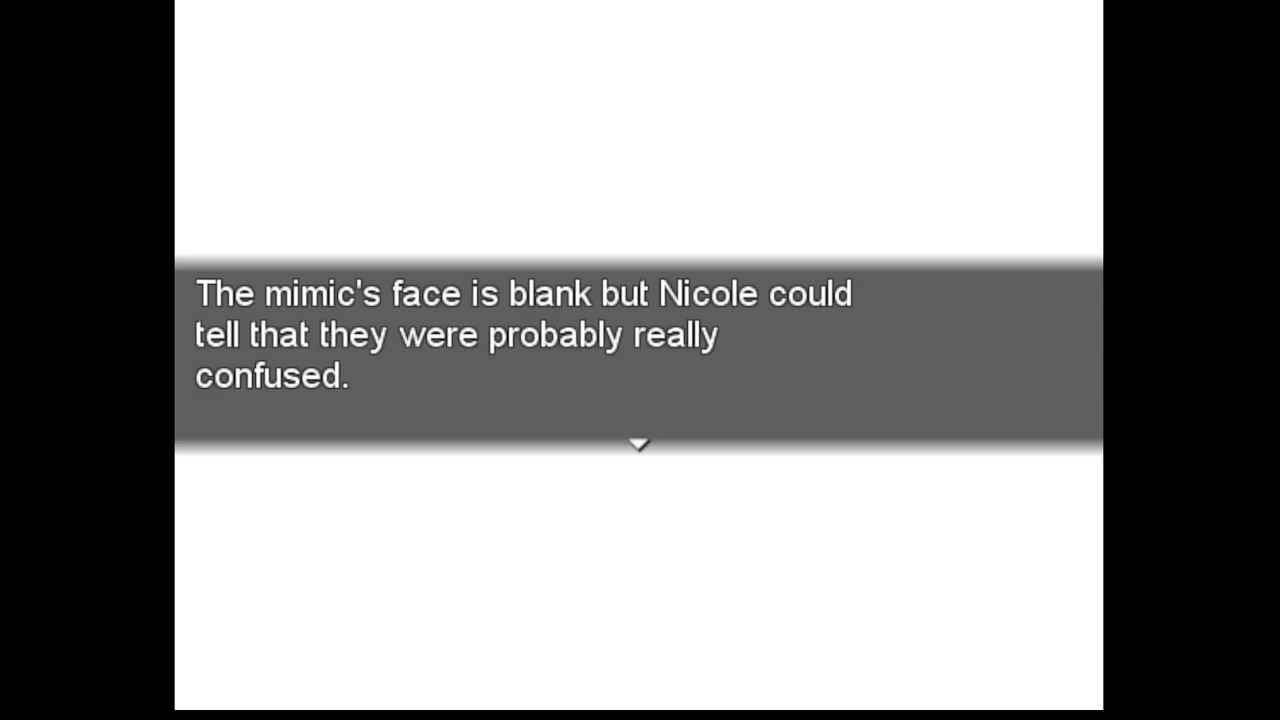 The mimic's face is blank but Nicole could
tell that they were probably really
confused.